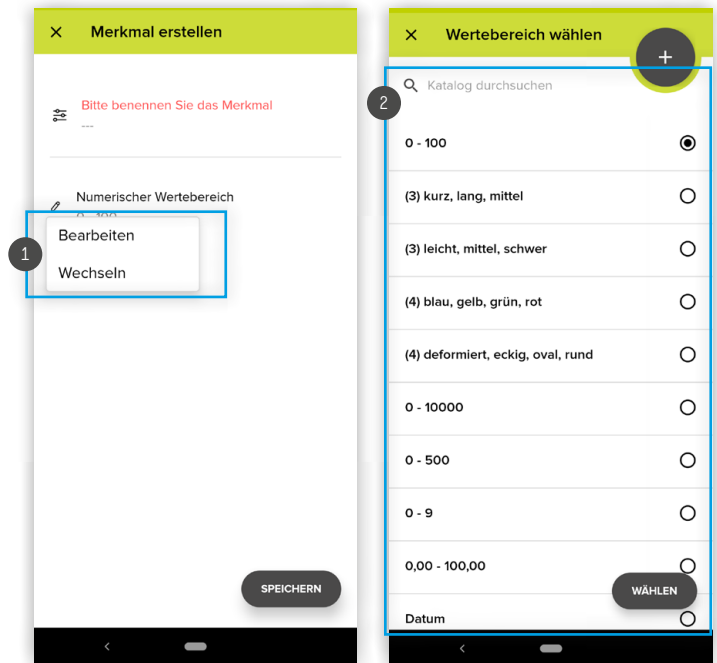 Merkmal erstellen
Bitte benennen Sie das Merkmal
---
Numerischer Wertebereich
0 - 100
1
Bearbeiten
Wechseln
SPEICHERN
Wertebereich wählen
+
2
Katalog durchsuchen
0 - 100
(3) kurz, lang, mittel
(3) leicht, mittel, schwer
(4) blau, gelb, grün, rot
(4) deformiert, eckig, oval, rund
0 - 10000
0 - 500
0 - 9
0,00 - 100,00
WÄHLEN
Datum